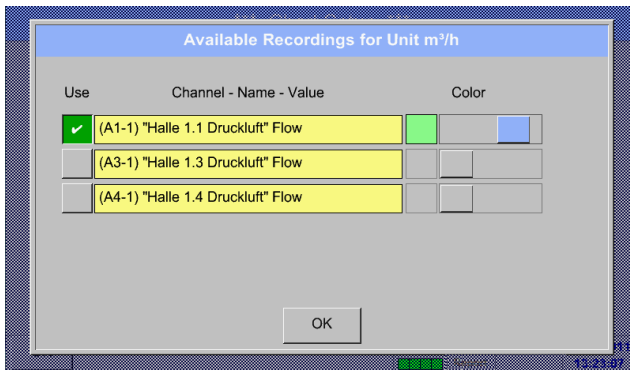 Available Recordings for Unit m³/h
Use Channel - Name - Value Color
✔ (A1-1) "Halle 1.1 Druckluft" Flow
(A3-1) "Halle 1.3 Druckluft" Flow
(A4-1) "Halle 1.4 Druckluft" Flow
OK
13:23:07